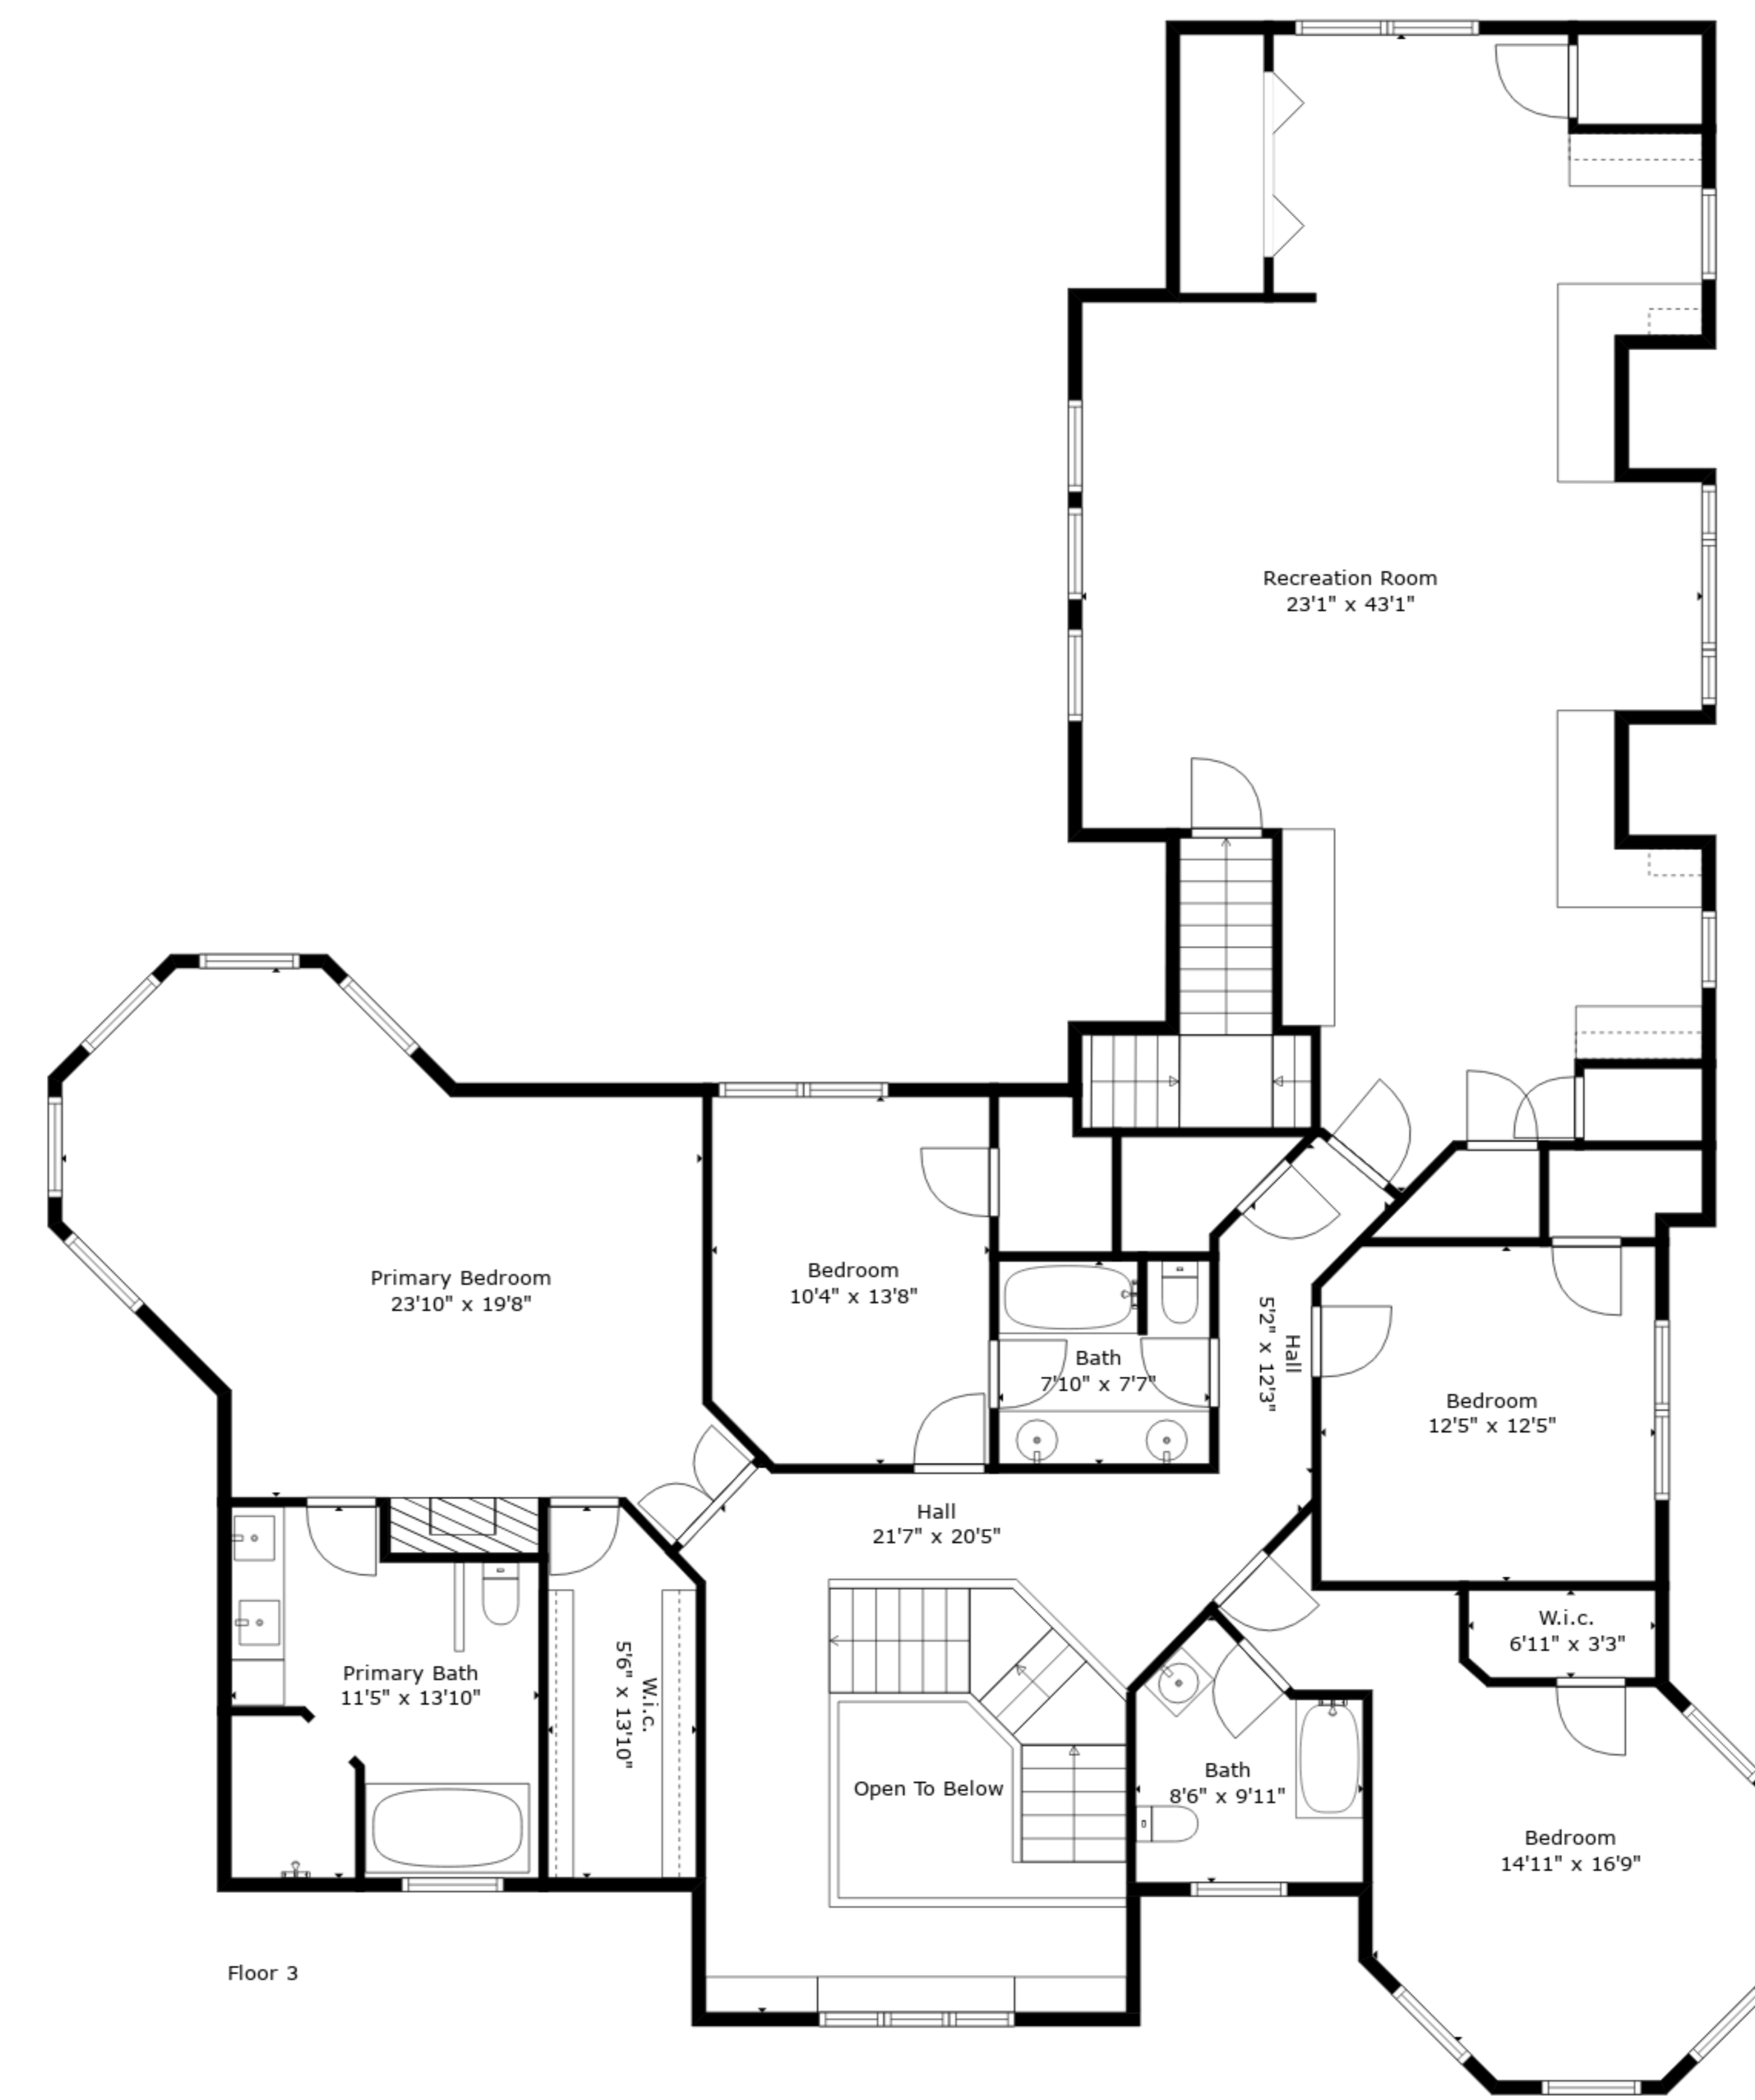 Recreation Room
23'1" x 43'1"
Primary Bedroom
23'10" x 19'8"
Bedroom
10'4" x 13'8"
Bath
7'10" x 7'7"
Hall
5'2" x 12'3"
Bedroom
12'5" x 12'5"
Hall
21'7" x 20'5"
W.i.c.
6'11" x 3'3"
Primary Bath
11'5" x 13'10"
W.i.c.
5'6" x 13'10"
Open To Below
Bath
8'6" x 9'11"
Bedroom
14'11" x 16'9"
Floor 3